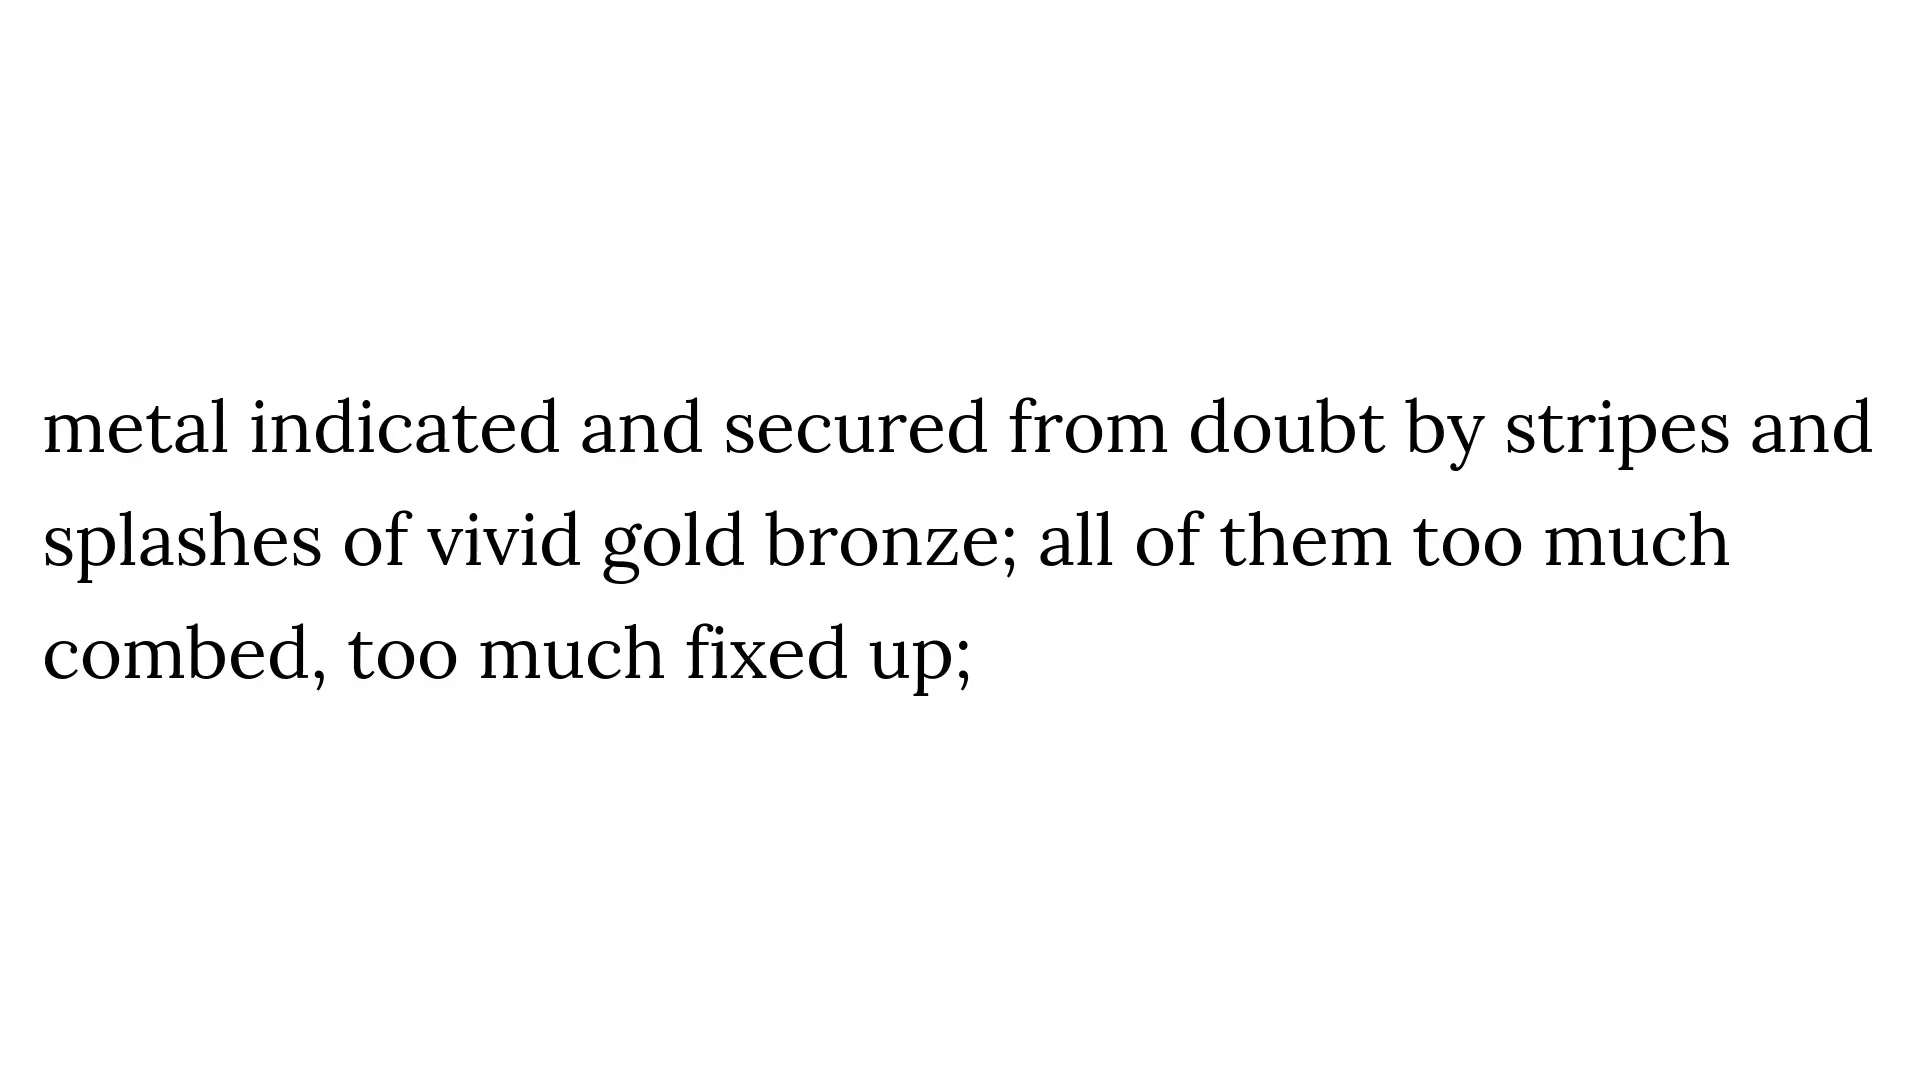 metal indicated and secured from doubt by stripes and
splashes of vivid gold bronze; all of them too much
combed, too much fixed up;